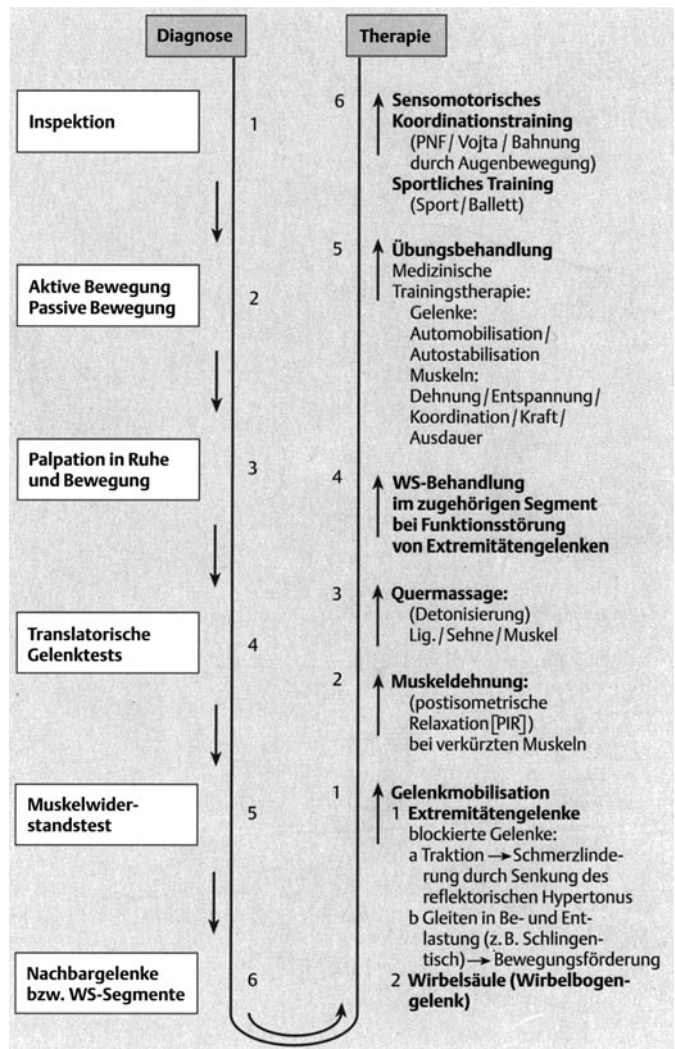 Diagnose
Therapie
Inspektion
1
Aktive Bewegung
Passive Bewegung
2
Palpation in Ruhe
und Bewegung
3
Translatorische
Gelenktests
4
Muskelwider-
standstest
5
Nachbargelenke
bzw. WS-Segmente
6
6 Sensomotorisches
Koordinationstraining
(PNF/Vojta/Bahnung
durch Augenbewegung)
Sportliches Training
(Sport/Ballett)
5 Übungsbehandlung
Medizinische
Trainingstherapie:
Gelenke:
Automobilisation/
Autostabilisation
Muskeln:
Dehnung/Entspannung/
Koordination/Kraft/
Ausdauer
4 WS-Behandlung
im zugehörigen Segment
bei Funktionsstörung
von Extremitätengelenken
3 Quermassage:
(Detonisierung)
Lig./Sehne/Muskel
2 Muskeldehnung:
(postisometrische
Relaxation[PIR])
bei verkürzten Muskeln
1 Gelenkmobilisation
1 Extremitätengelenke
blockierte Gelenke:
a Traktion → Schmerzlinde-
rung durch Senkung des
reflektorischen Hypertonus
b Gleiten in Be- und Ent-
lastung (z. B. Schlingen-
tisch) → Bewegungsförderung
2 Wirbelsäule (Wirbelbogen-
gelenk)